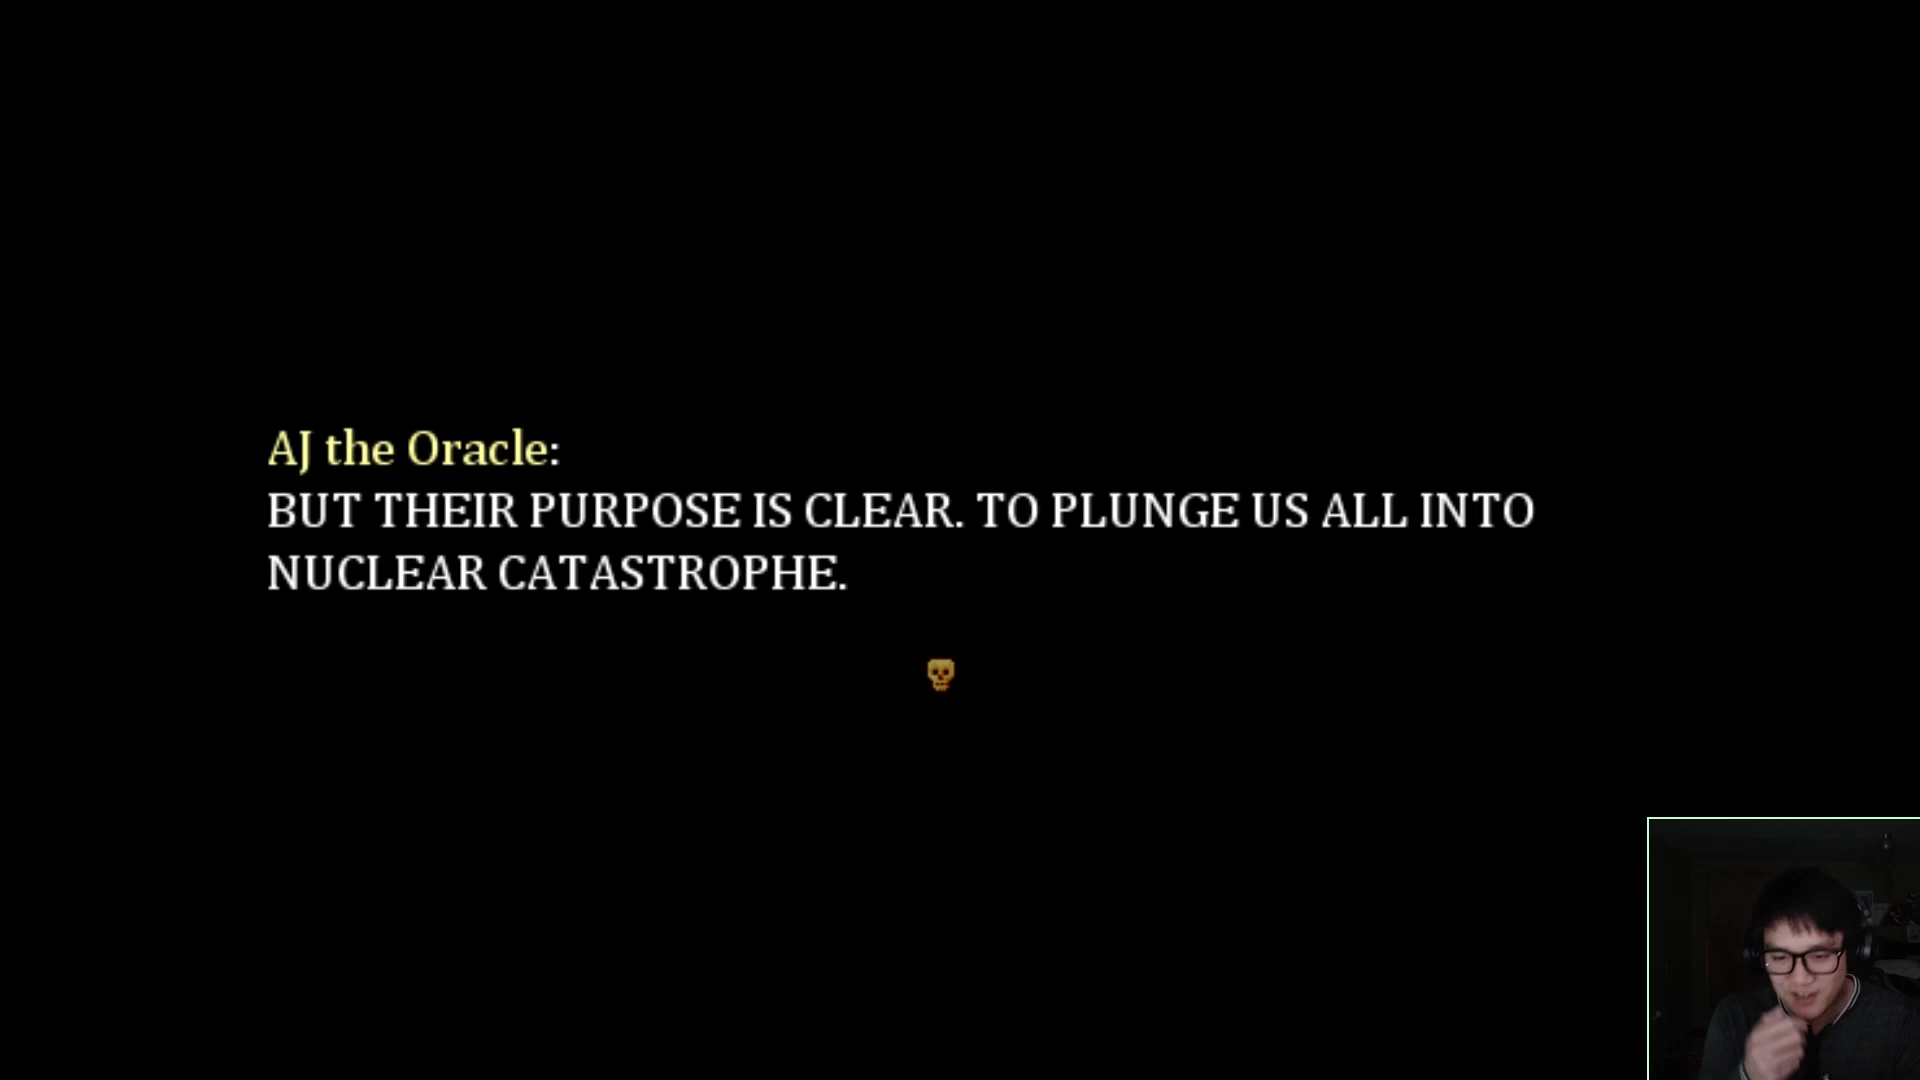 AJ the Oracle:
BUT THEIR PURPOSE IS CLEAR. TO PLUNGE US ALL INTO
NUCLEAR CATASTROPHE.